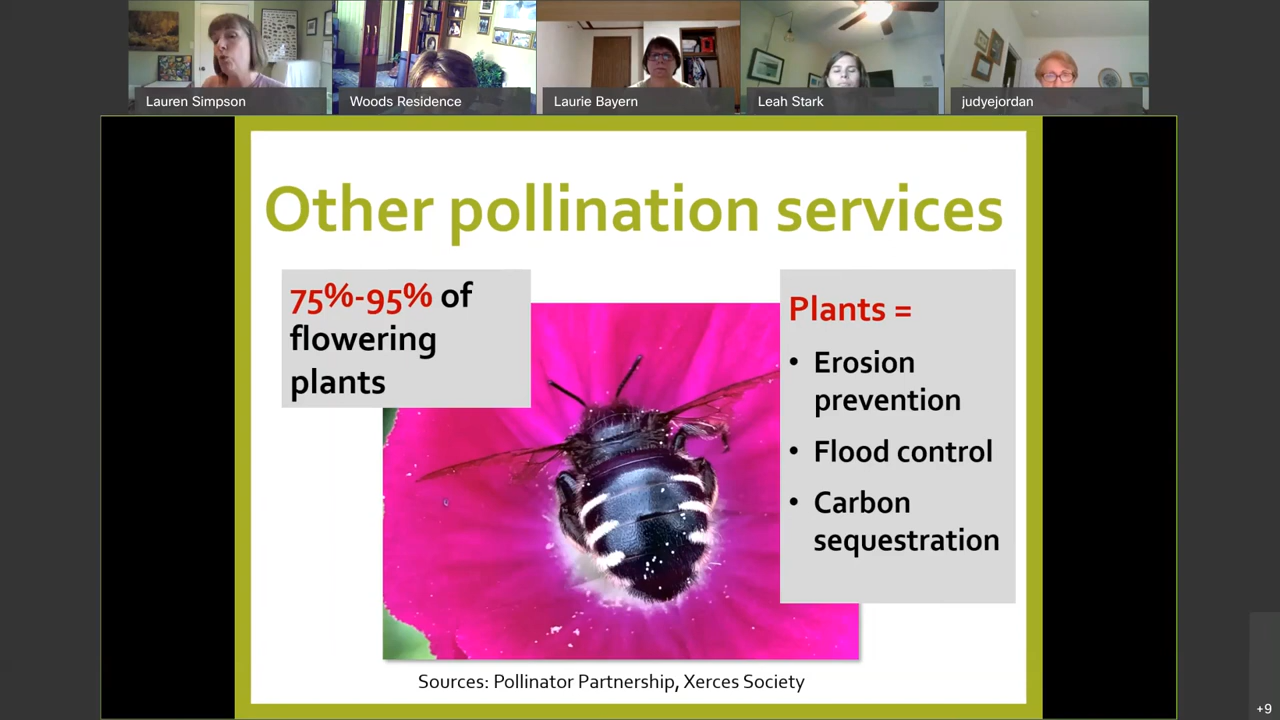 Lauren Simpson
Woods Residence
Laurie Bayern
Leah Stark
judyejordan
Other pollination services
75%-95% of
flowering
plants
Plants =
• Erosion
prevention
• Flood control
• Carbon
sequestration
Sources: Pollinator Partnership, Xerces Society
+9